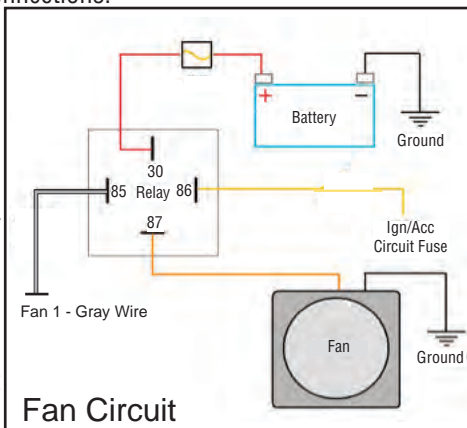 +
−
Battery
Ground
30
85 Relay 86
87
Ign/Acc
Circuit Fuse
Fan 1 - Gray Wire
Fan
Ground
Fan Circuit